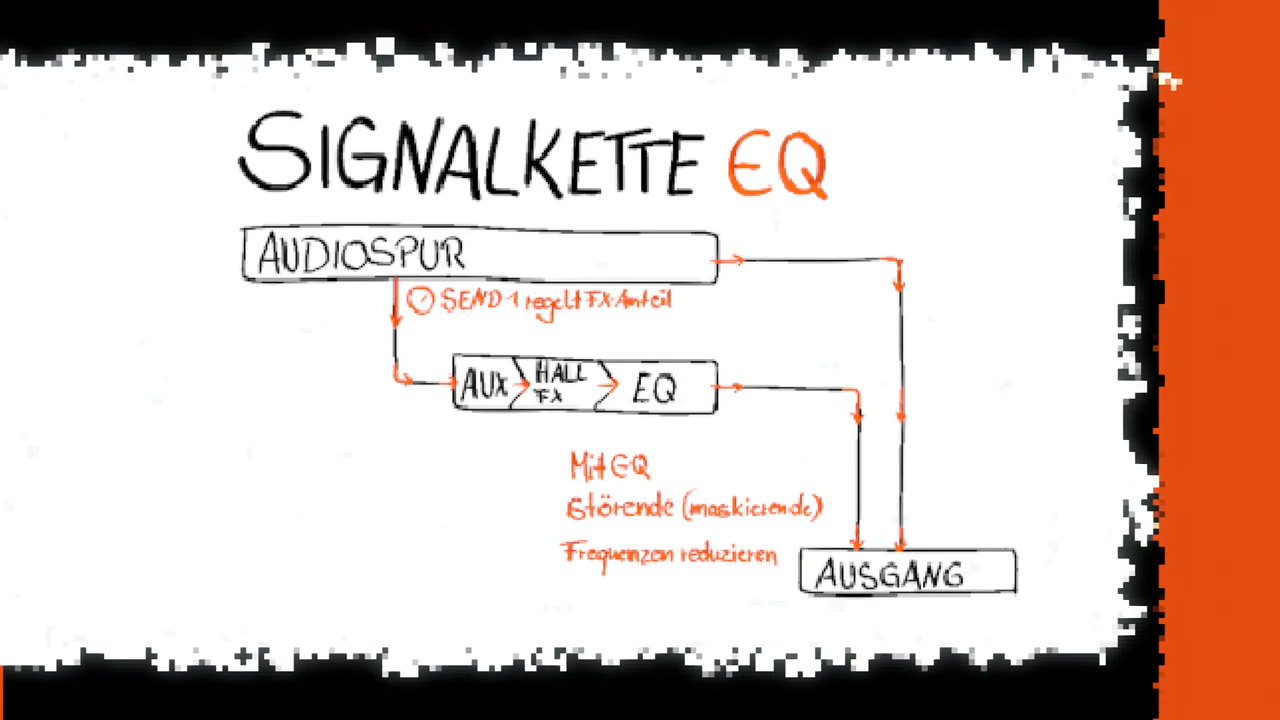 SIGNALKETTE EQ
AUDIOSPUR
SEND 1 regelt FX-Anteil
AUX HALL FX EQ
Mit EQ
Störende (maskierende)
Frequenzen reduzieren
AUSGANG